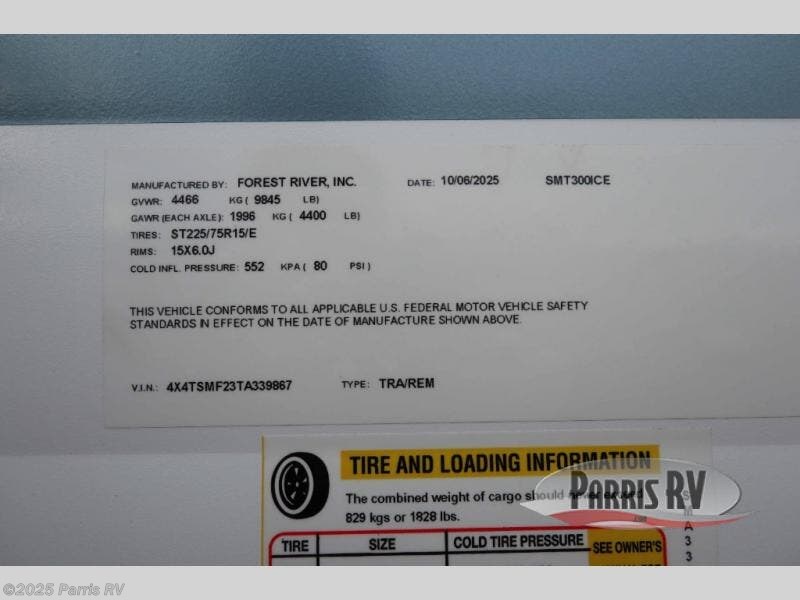 MANUFACTURED BY: FOREST RIVER, INC. DATE: 10/06/2025 SMT300ICE
GVWR: 4466 KG ( 9845 LB)
GAWR (EACH AXLE): 1996 KG ( 4400 LB)
TIRES: ST225/75R15/E
RIMS: 15X6.0J
COLD INFL. PRESSURE: 552 KPA ( 80 PSI )
THIS VEHICLE CONFORMS TO ALL APPLICABLE U.S. FEDERAL MOTOR VEHICLE SAFETY
STANDARDS IN EFFECT ON THE DATE OF MANUFACTURE SHOWN ABOVE.
V.I.N.: 4X4TSMF23TA339867 TYPE: TRA/REM
TIRE AND LOADING INFORMATION
The combined weight of cargo should never exceed
829 kgs or 1828 lbs.
PARRIS RV
TIRE SIZE COLD TIRE PRESSURE SEE OWNER'S
A
3
3
©2025 Parris RV